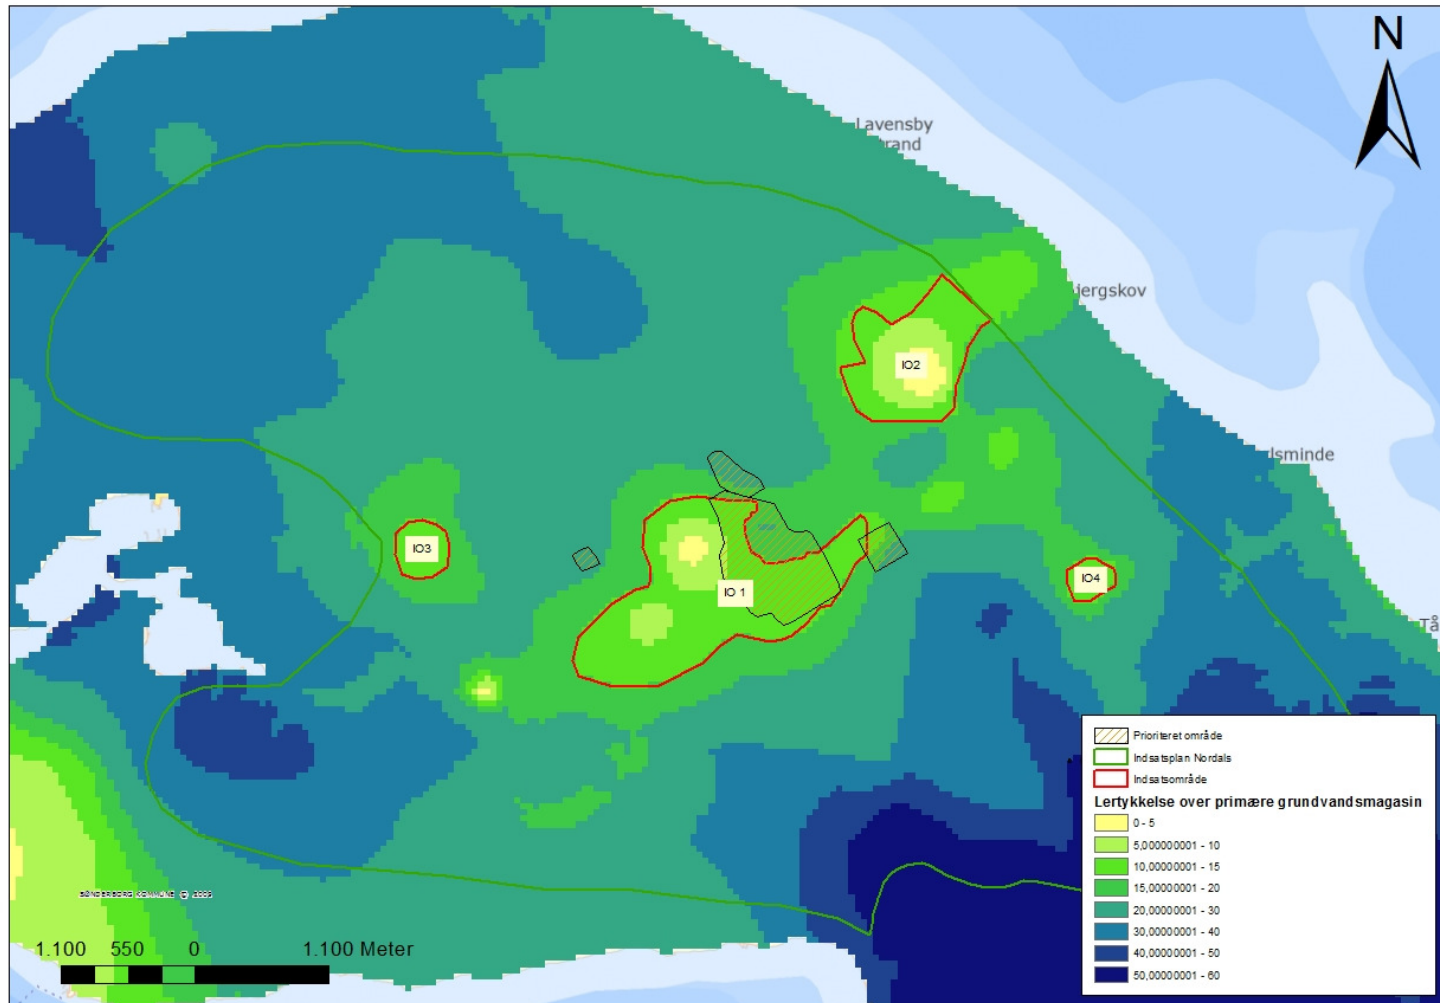 N
Lavensby
rand
jergskov
IO2
lsminde
IO3
IO 1
IO4
Tå
Prioriteret område
Indsatsplan Nordals
Indsatsområde
Lertykkelse over primære grundvandsmagasin
0 - 5
5,00000001 - 10
10,00000001 - 15
15,00000001 - 20
20,00000001 - 30
30,00000001 - 40
40,00000001 - 50
50,00000001 - 60
SØNDERBORG KOMMUNE © 2009
1.100 550 0 1.100 Meter